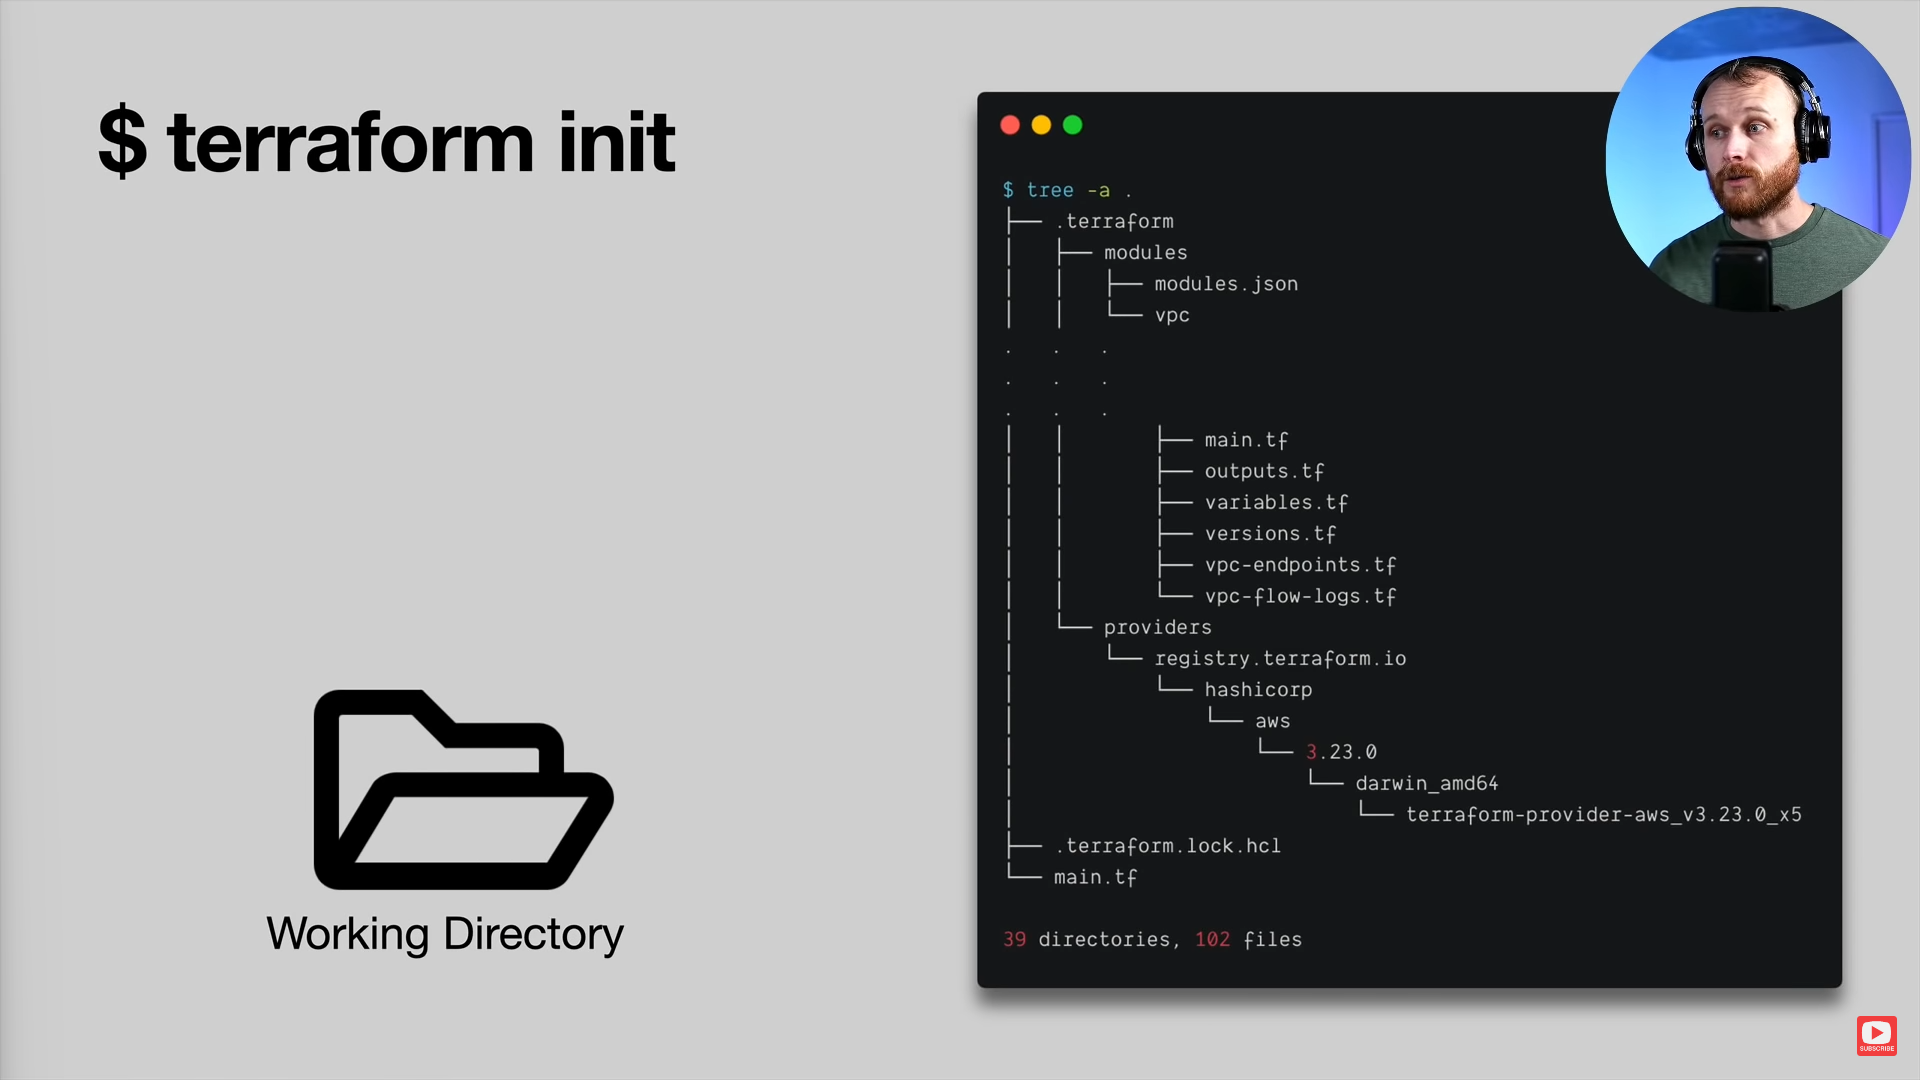 $ terraform init
$ tree -a .
├── .terraform
│   ├── modules
│   │   ├── modules.json
│   │   └── vpc
.   .   .
.   .   .
.   .   .
│   │       ├── main.tf
│   │       ├── outputs.tf
│   │       ├── variables.tf
│   │       ├── versions.tf
│   │       ├── vpc-endpoints.tf
│   │       └── vpc-flow-logs.tf
│   └── providers
│       └── registry.terraform.io
│           └── hashicorp
│               └── aws
│                   └── 3.23.0
│                       └── darwin_amd64
│                           └── terraform-provider-aws_v3.23.0_x5
├── .terraform.lock.hcl
└── main.tf
39 directories, 102 files
Working Directory
SUBSCRIBE